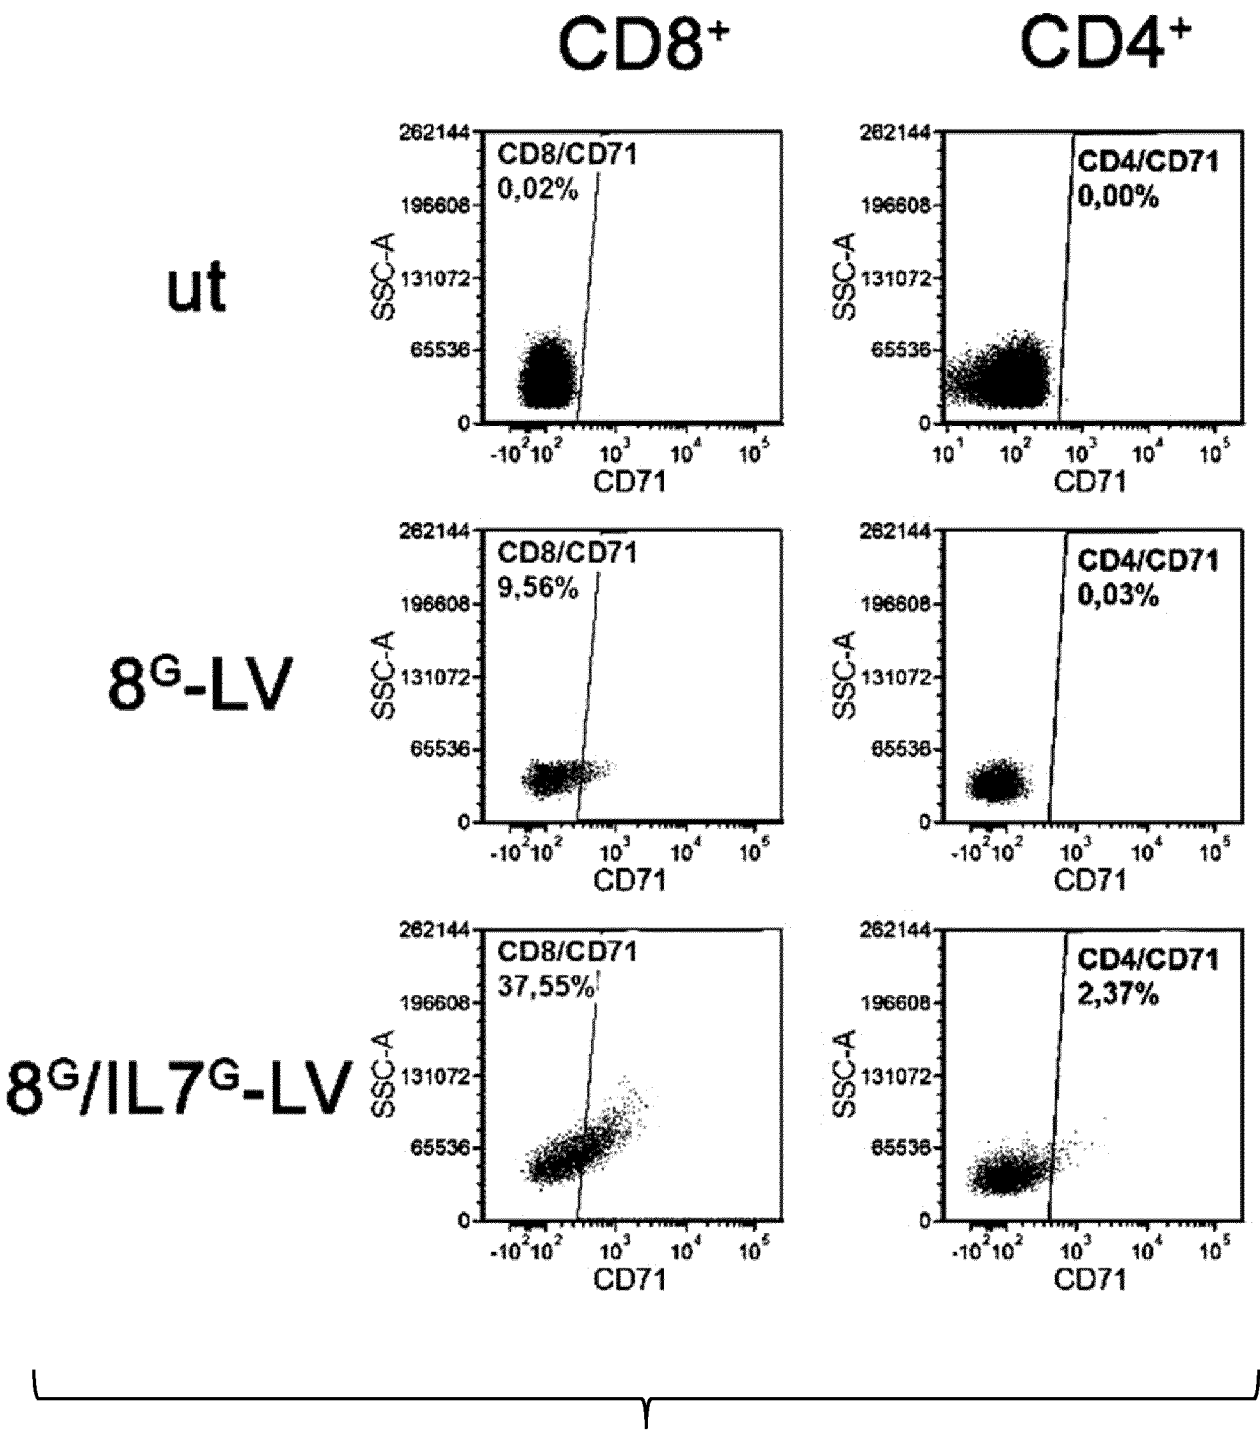 CD8⁺ CD4⁺
ut
262144
196608
131072
65536
0
SSC-A
CD8/CD71
0,02%
-10² 10² 10³ 10⁴ 10⁵
CD71
262144
196608
131072
65536
0
SSC-A
CD4/CD71
0,00%
10¹ 10² 10³ 10⁴ 10⁵
CD71
8ᴳ-LV
262144
196608
131072
65536
0
SSC-A
CD8/CD71
9,56%
-10² 10² 10³ 10⁴ 10⁵
CD71
262144
196608
131072
65536
0
SSC-A
CD4/CD71
0,03%
-10² 10² 10³ 10⁴ 10⁵
CD71
8ᴳ/IL7ᴳ-LV
262144
196608
131072
65536
0
SSC-A
CD8/CD71
37,55%
-10² 10² 10³ 10⁴ 10⁵
CD71
262144
196608
131072
65536
0
SSC-A
CD4/CD71
2,37%
-10² 10² 10³ 10⁴ 10⁵
CD71